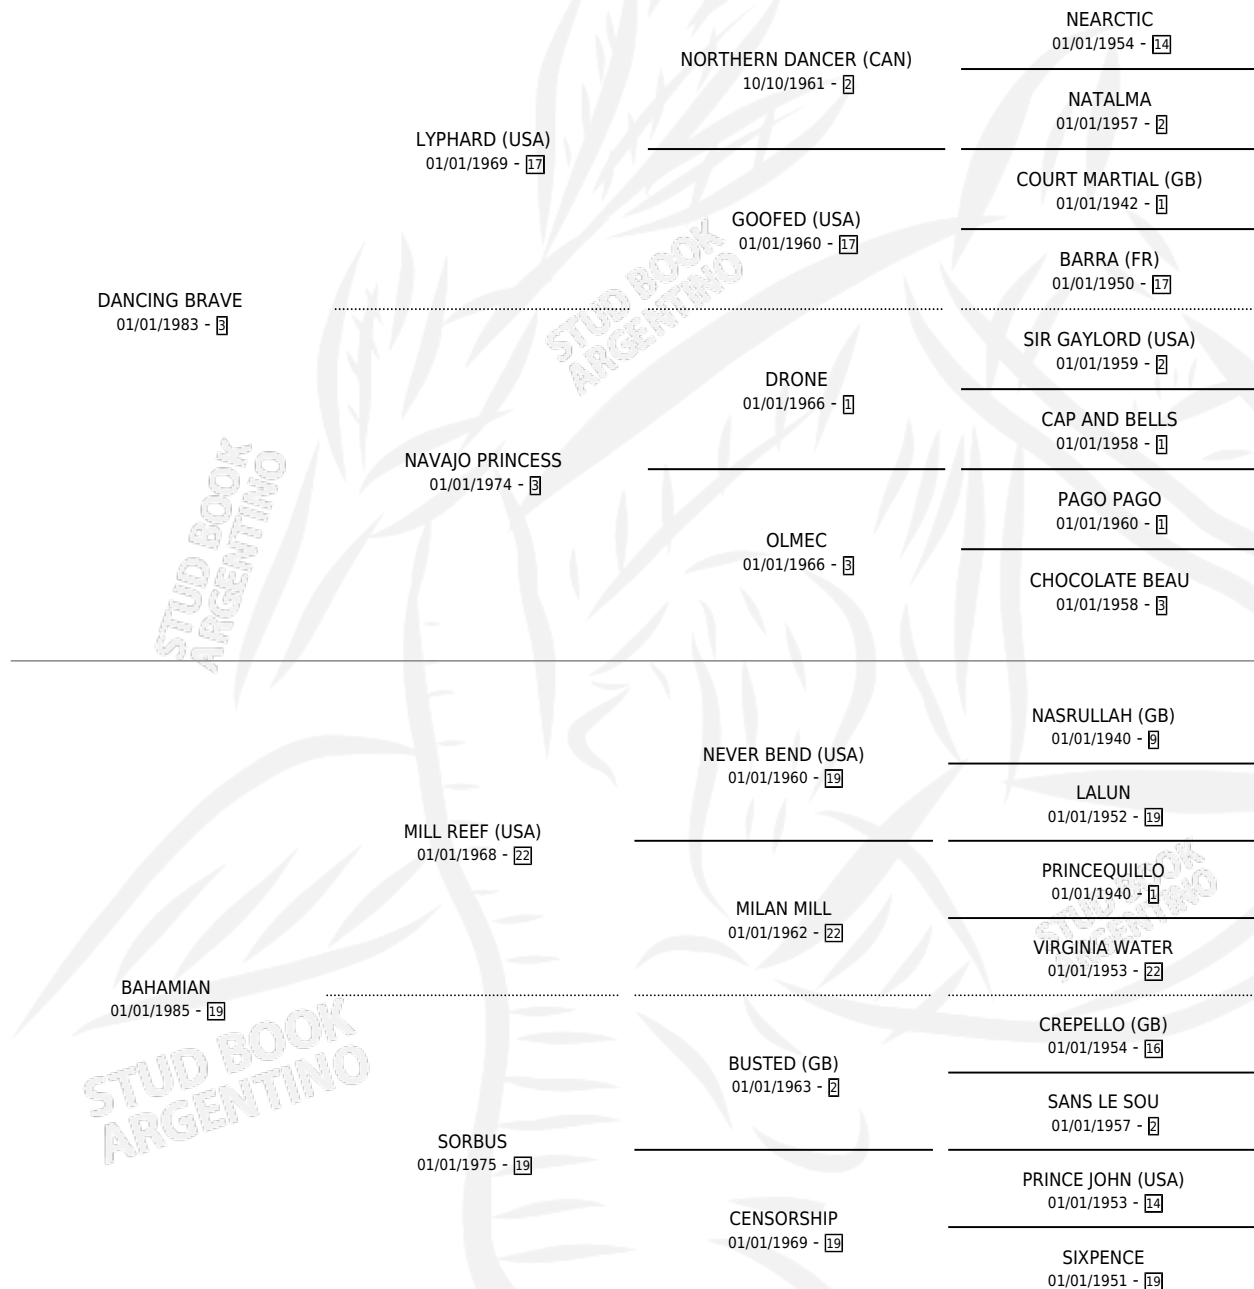 NEARCTIC
01/01/1954 - 14
NORTHERN DANCER (CAN)
10/10/1961 - 2
NATALMA
01/01/1957 - 2
LYPHARD (USA)
01/01/1969 - 17
COURT MARTIAL (GB)
01/01/1942 - 1
GOOFED (USA)
01/01/1960 - 17
BARRA (FR)
01/01/1950 - 17
DANCING BRAVE
01/01/1983 - 3
STUD BOOK
ARGENTINO
SIR GAYLORD (USA)
01/01/1959 - 2
DRONE
01/01/1966 - 1
CAP AND BELLS
01/01/1958 - 1
NAVAJO PRINCESS
01/01/1974 - 3
PAGO PAGO
01/01/1960 - 1
OLMEC
01/01/1966 - 3
CHOCOLATE BEAU
01/01/1958 - 3
STUD BOOK
ARGENTINO
NASRULLAH (GB)
01/01/1940 - 9
NEVER BEND (USA)
01/01/1960 - 19
LALUN
01/01/1952 - 19
MILL REEF (USA)
01/01/1968 - 22
PRINCEQUILLO
01/01/1940 - 1
MILAN MILL
01/01/1962 - 22
STUD BOOK
ARGENTINO
VIRGINIA WATER
01/01/1953 - 22
BAHAMIAN
01/01/1985 - 19
STUD BOOK
ARGENTINO
CREPELLO (GB)
01/01/1954 - 16
BUSTED (GB)
01/01/1963 - 2
SANS LE SOU
01/01/1957 - 2
SORBUS
01/01/1975 - 19
PRINCE JOHN (USA)
01/01/1953 - 14
CENSORSHIP
01/01/1969 - 19
SIXPENCE
01/01/1951 - 19